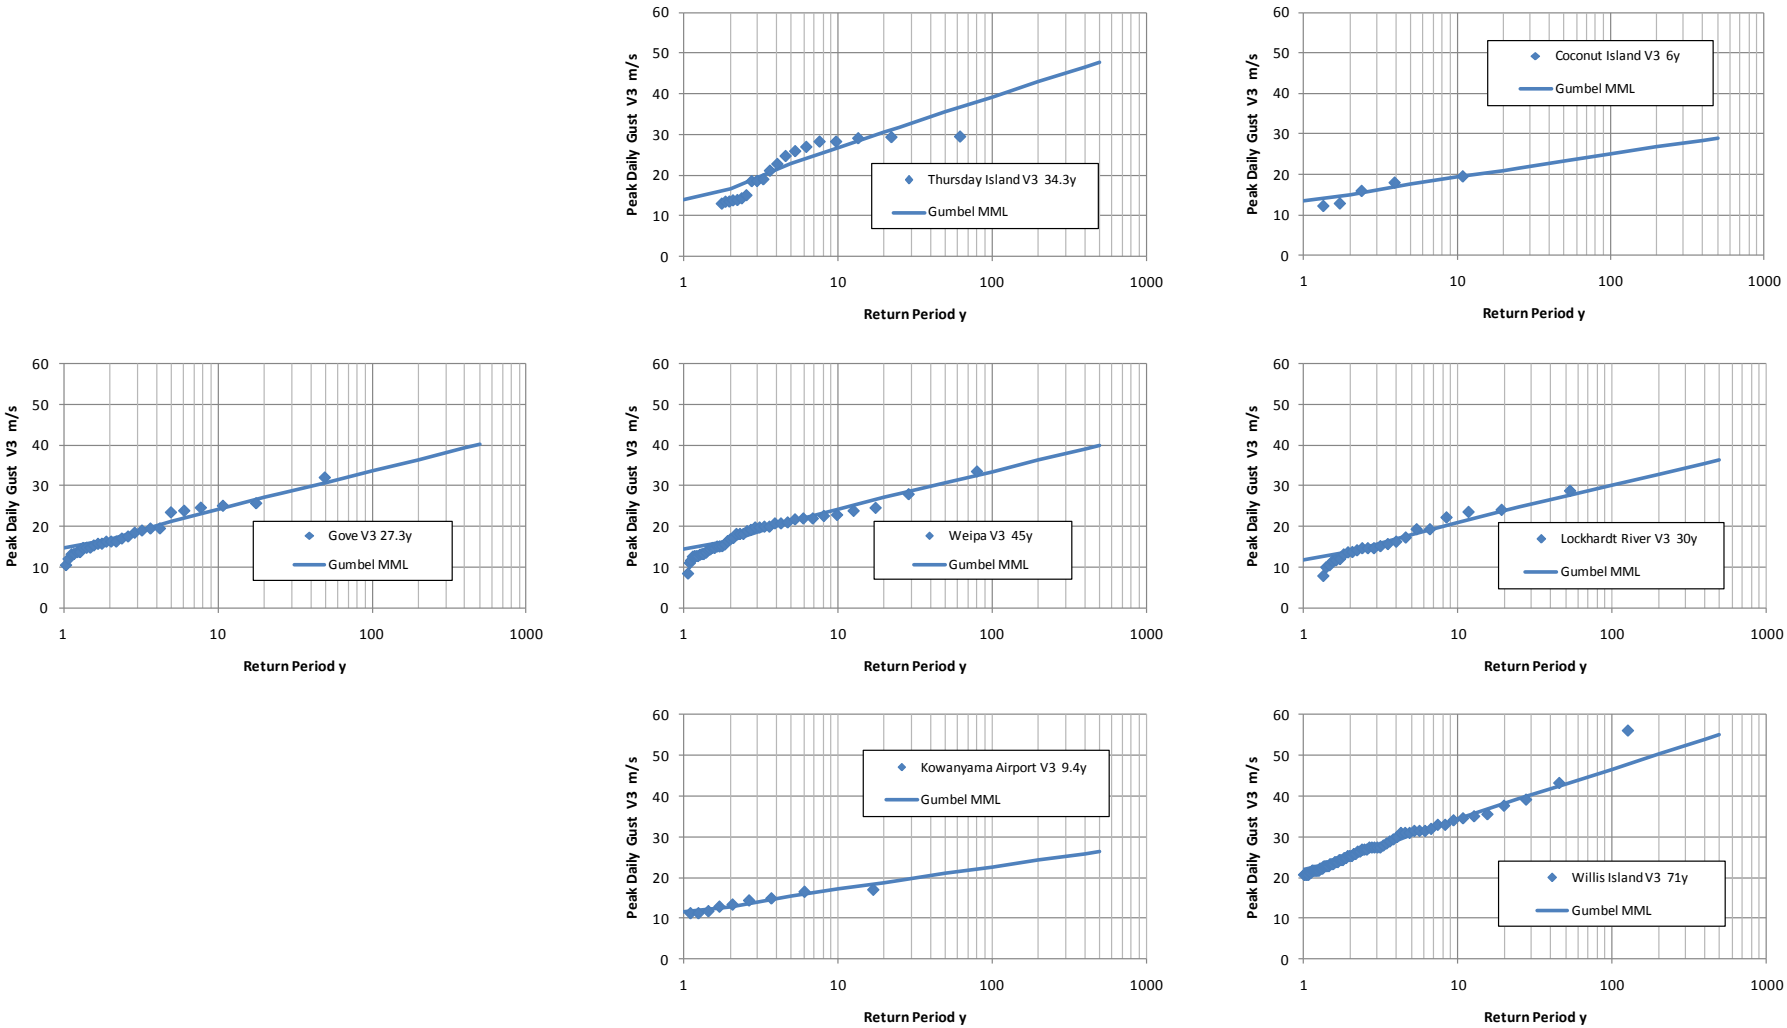 60
50
40
30
20
10
0
Peak Daily Gust V3 m/s
Thursday Island V3 34.3y
Gumbel MML
1
10
100
1000
Return Period y
60
50
40
30
20
10
0
Peak Daily Gust V3 m/s
Coconut Island V3 6y
Gumbel MML
1
10
100
1000
Return Period y
60
50
40
30
20
10
0
Peak Daily Gust V3 m/s
Gove V3 27.3y
Gumbel MML
1
10
100
1000
Return Period y
60
50
40
30
20
10
0
Peak Daily Gust V3 m/s
Weipa V3 45y
Gumbel MML
1
10
100
1000
Return Period y
60
50
40
30
20
10
0
Peak Daily Gust V3 m/s
Lockhardt River V3 30y
Gumbel MML
1
10
100
1000
Return Period y
60
50
40
30
20
10
0
Peak Daily Gust V3 m/s
Kowanyama Airport V3 9.4y
Gumbel MML
1
10
100
1000
Return Period y
60
50
40
30
20
10
0
Peak Daily Gust V3 m/s
Willis Island V3 71y
Gumbel MML
1
10
100
1000
Return Period y